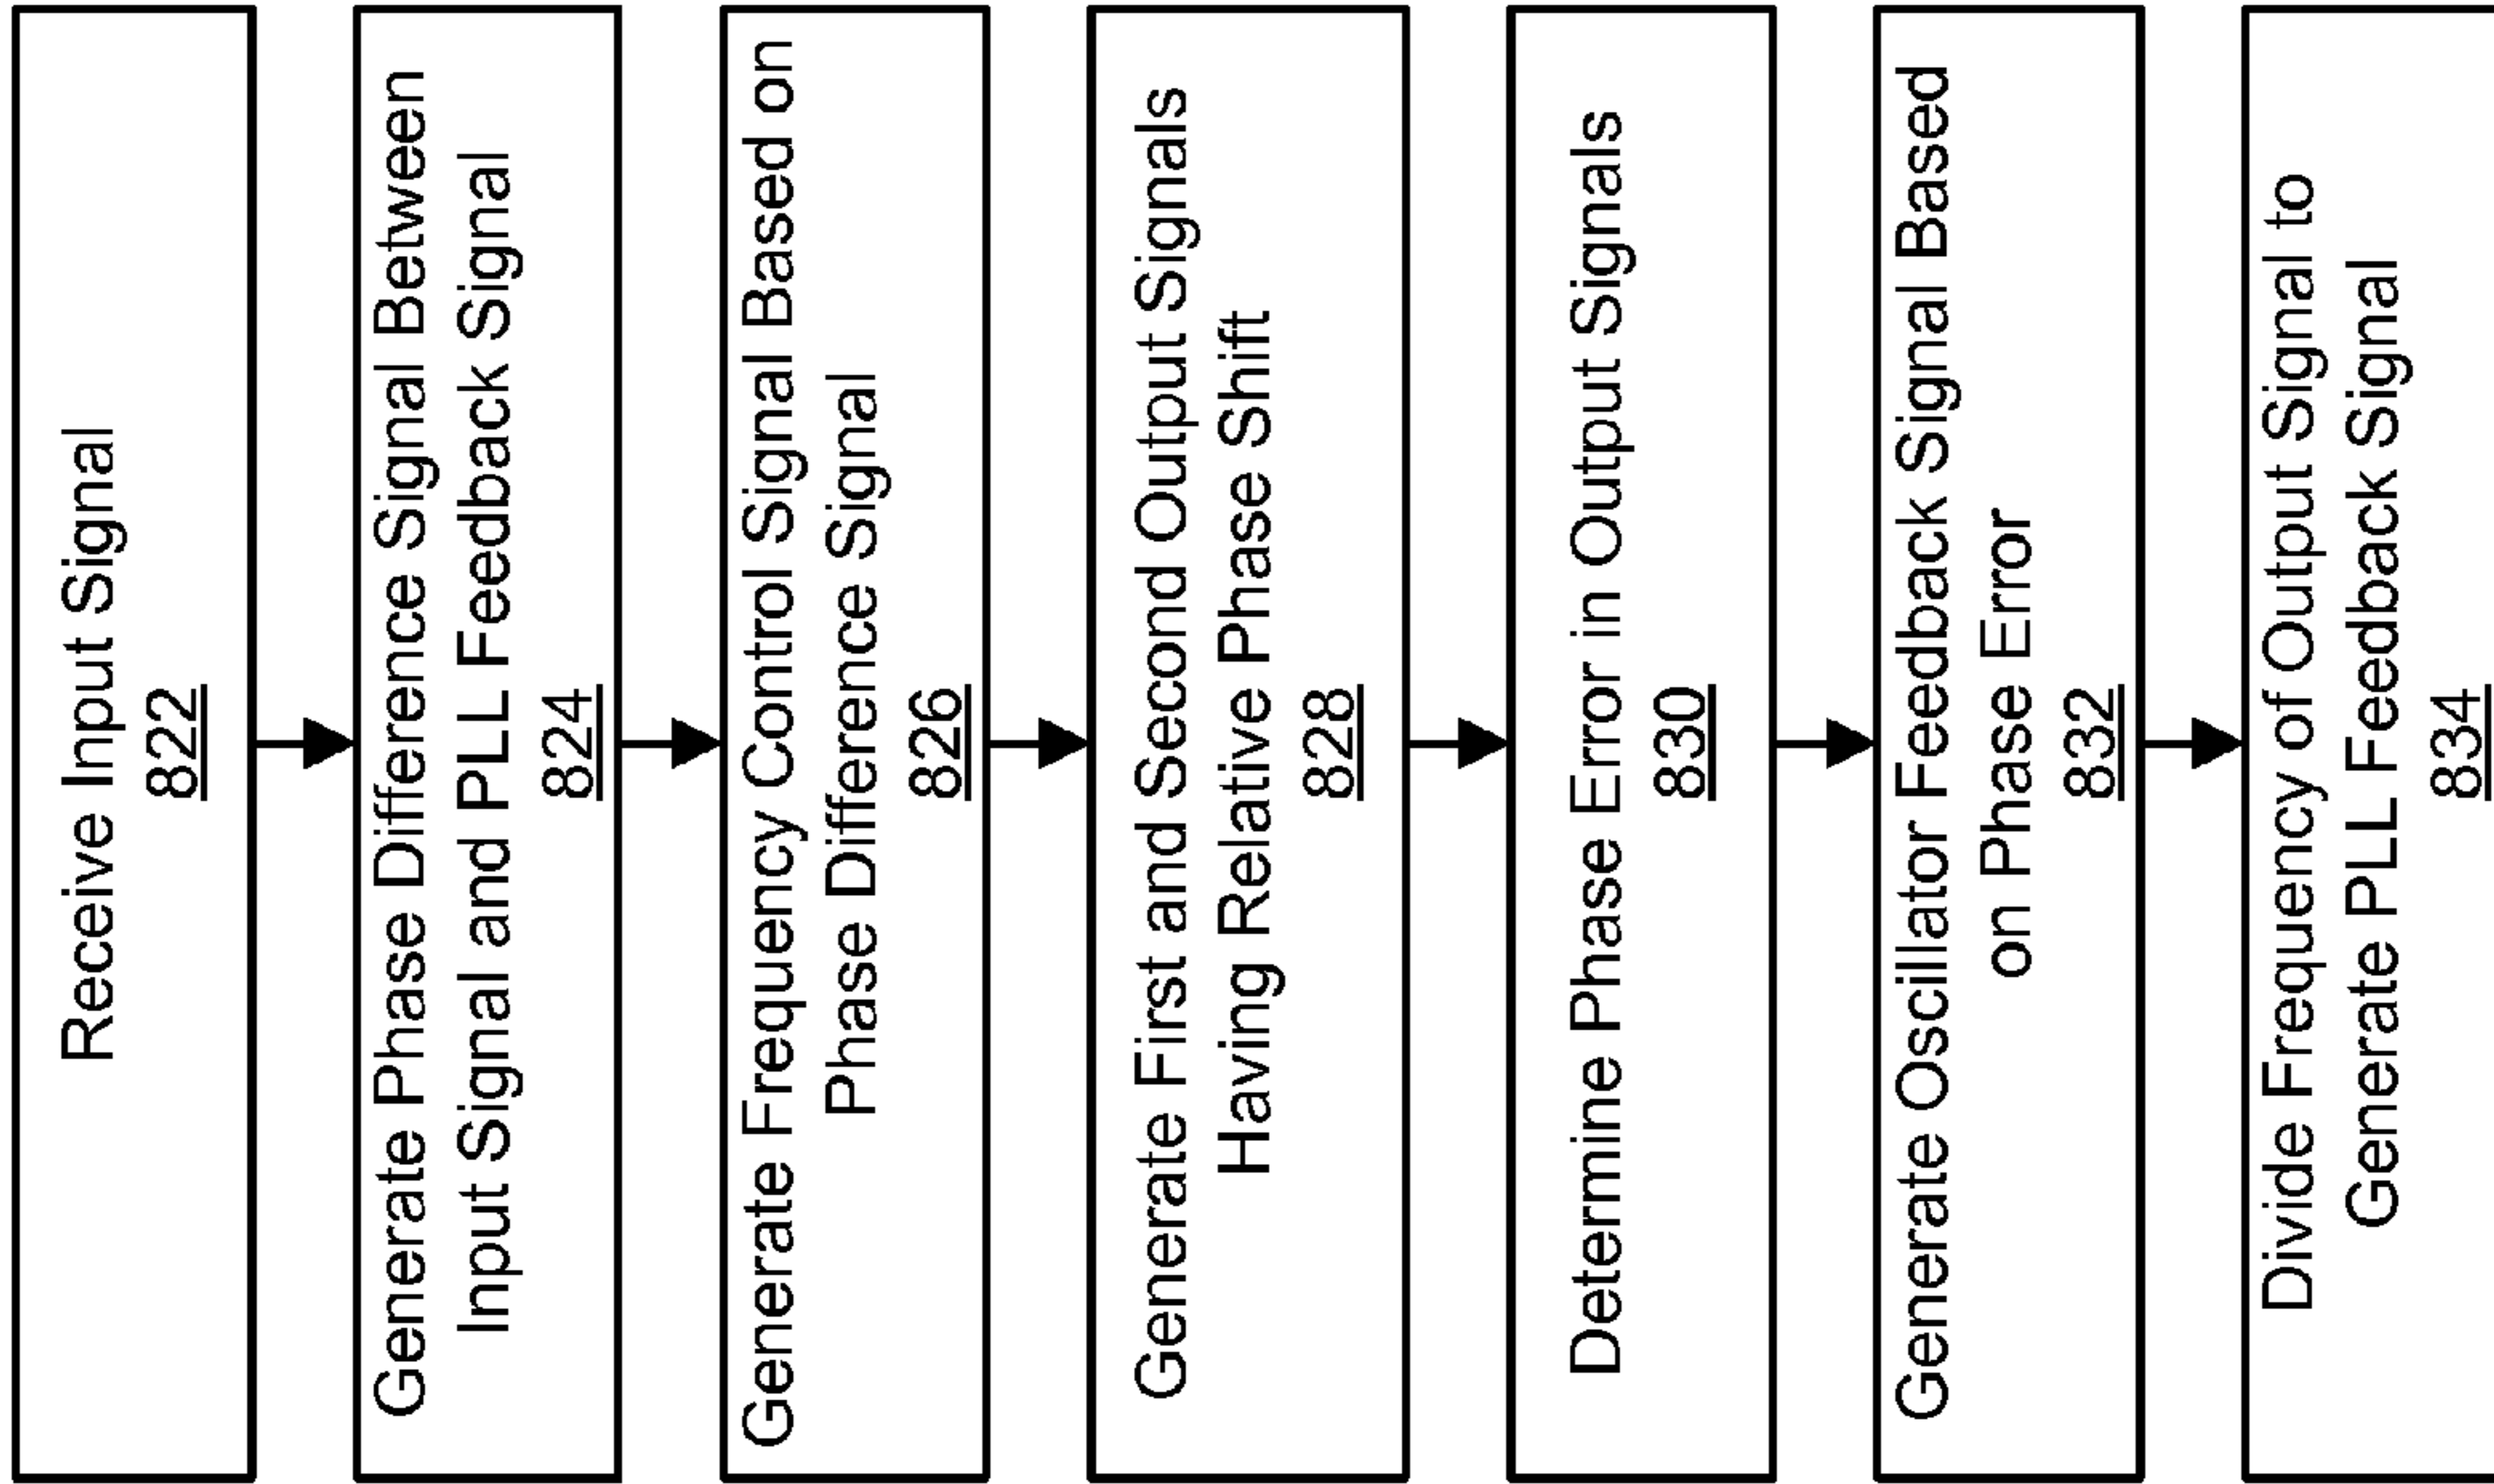 Receive Input Signal
822
Generate Phase Difference Signal Between
Input Signal and PLL Feedback Signal
824
Generate Frequency Control Signal Based on
Phase Difference Signal
826
Generate First and Second Output Signals
Having Relative Phase Shift
828
Determine Phase Error in Output Signals
830
Generate Oscillator Feedback Signal Based
on Phase Error
832
Divide Frequency of Output Signal to
Generate PLL Feedback Signal
834